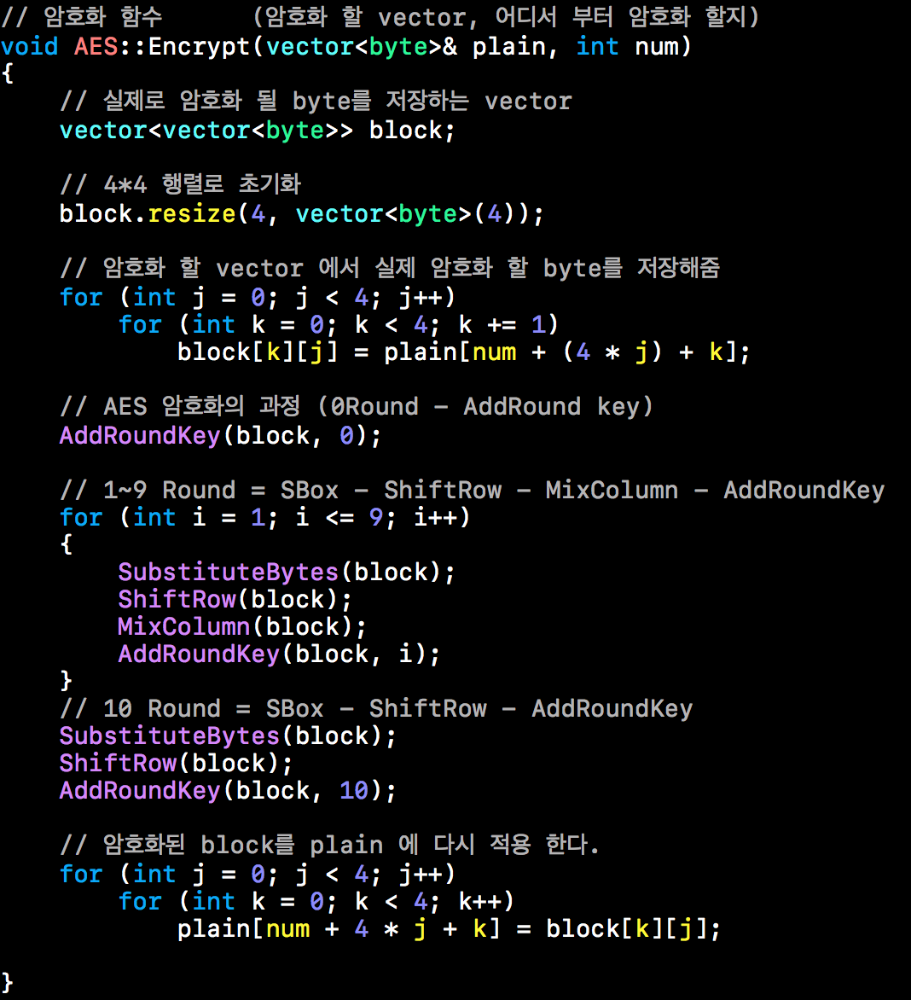 // 암호화 함수      (암호화 할 vector, 어디서 부터 암호화 할지)
void AES::Encrypt(vector<byte>& plain, int num)
{
    // 실제로 암호화 될 byte를 저장하는 vector
    vector<vector<byte>> block;

    // 4*4 행렬로 초기화
    block.resize(4, vector<byte>(4));

    // 암호화 할 vector 에서 실제 암호화 할 byte를 저장해줌
    for (int j = 0; j < 4; j++)
        for (int k = 0; k < 4; k += 1)
            block[k][j] = plain[num + (4 * j) + k];

    // AES 암호화의 과정 (0Round – AddRound key)
    AddRoundKey(block, 0);

    // 1~9 Round = SBox – ShiftRow – MixColumn – AddRoundKey
    for (int i = 1; i <= 9; i++)
    {
        SubstituteBytes(block);
        ShiftRow(block);
        MixColumn(block);
        AddRoundKey(block, i);
    }
    // 10 Round = SBox – ShiftRow – AddRoundKey
    SubstituteBytes(block);
    ShiftRow(block);
    AddRoundKey(block, 10);

    // 암호화된 block를 plain 에 다시 적용 한다.
    for (int j = 0; j < 4; j++)
        for (int k = 0; k < 4; k++)
            plain[num + 4 * j + k] = block[k][j];

}